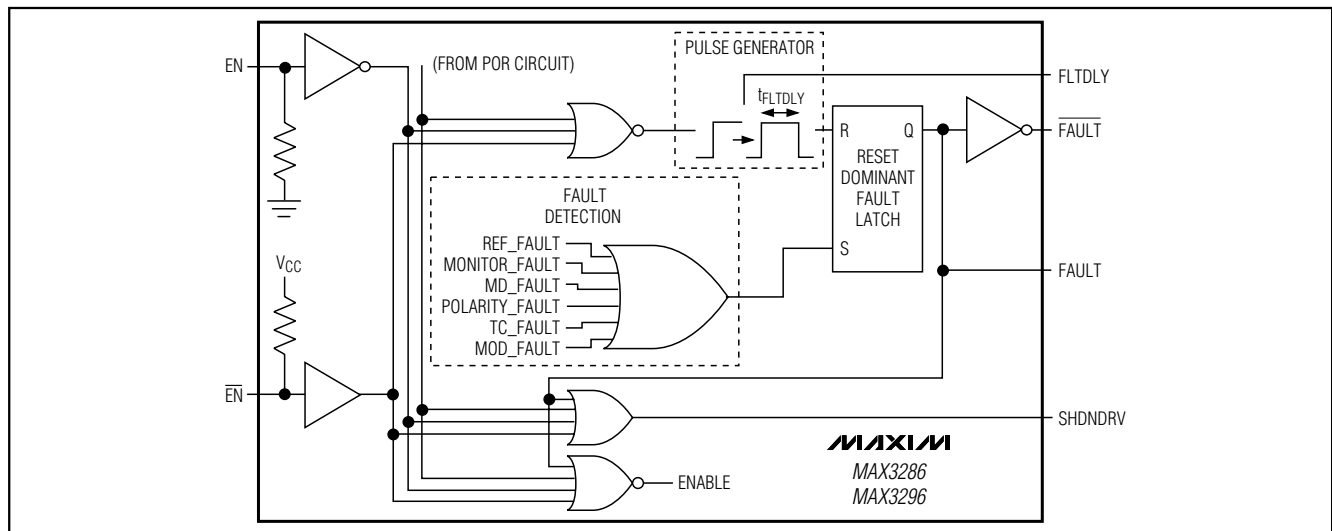 PULSE GENERATOR
EN
(FROM POR CIRCUIT)
FLTDLY
tFLTDLY
R
Q
FAULT
RESET
DOMINANT
FAULT
LATCH
FAULT
DETECTION
REF_FAULT
MONITOR_FAULT
MD_FAULT
POLARITY_FAULT
TC_FAULT
MOD_FAULT
S
VCC
FAULT
EN
SHDNDRV
MAXIM
MAX3286
MAX3296
ENABLE